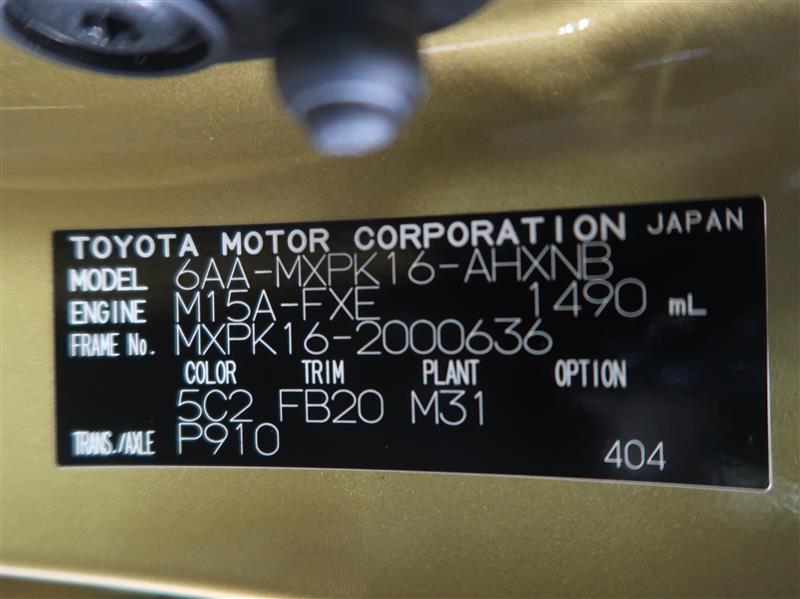 TOYOTA MOTOR CORPORATION JAPAN
MODEL 6AA-MXPK16-AHXNB
ENGINE M15A-FXE 1490 mL
FRAME No. MXPK16-2000636
COLOR TRIM PLANT OPTION
5C2 FB20 M31
TRANS./AXLE P910 404